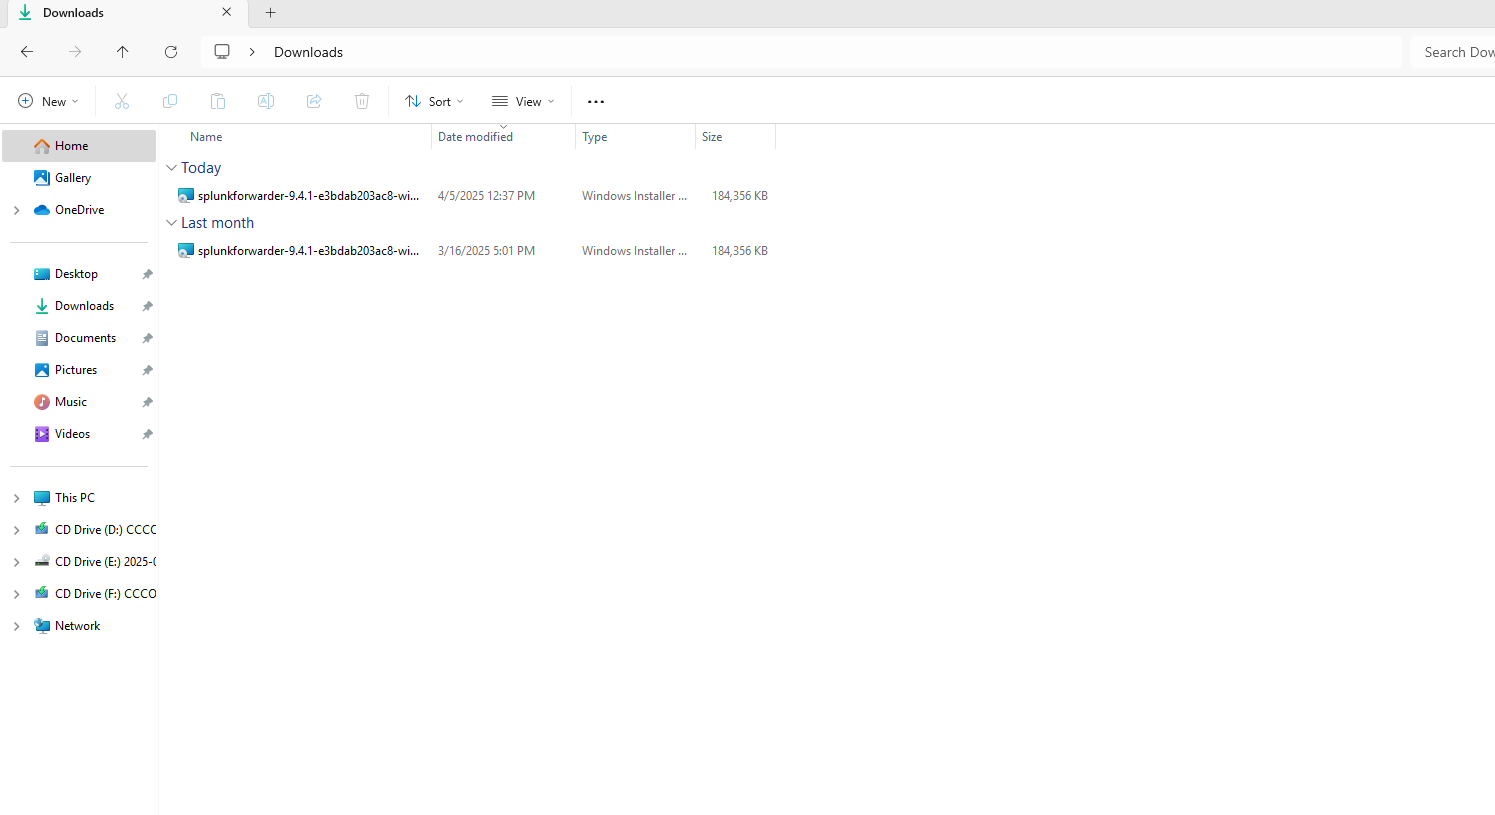 Downloads
Downloads
Search Dow
New
Sort
View
Name Date modified Type Size
Home
Gallery
OneDrive
Desktop
Downloads
Documents
Pictures
Music
Videos
This PC
CD Drive (D:) CCCC
CD Drive (E:) 2025-0
CD Drive (F:) CCCO
Network
Today
splunkforwarder-9.4.1-e3bdab203ac8-wi... 4/5/2025 12:37 PM Windows Installer ... 184,356 KB
Last month
splunkforwarder-9.4.1-e3bdab203ac8-wi... 3/16/2025 5:01 PM Windows Installer ... 184,356 KB